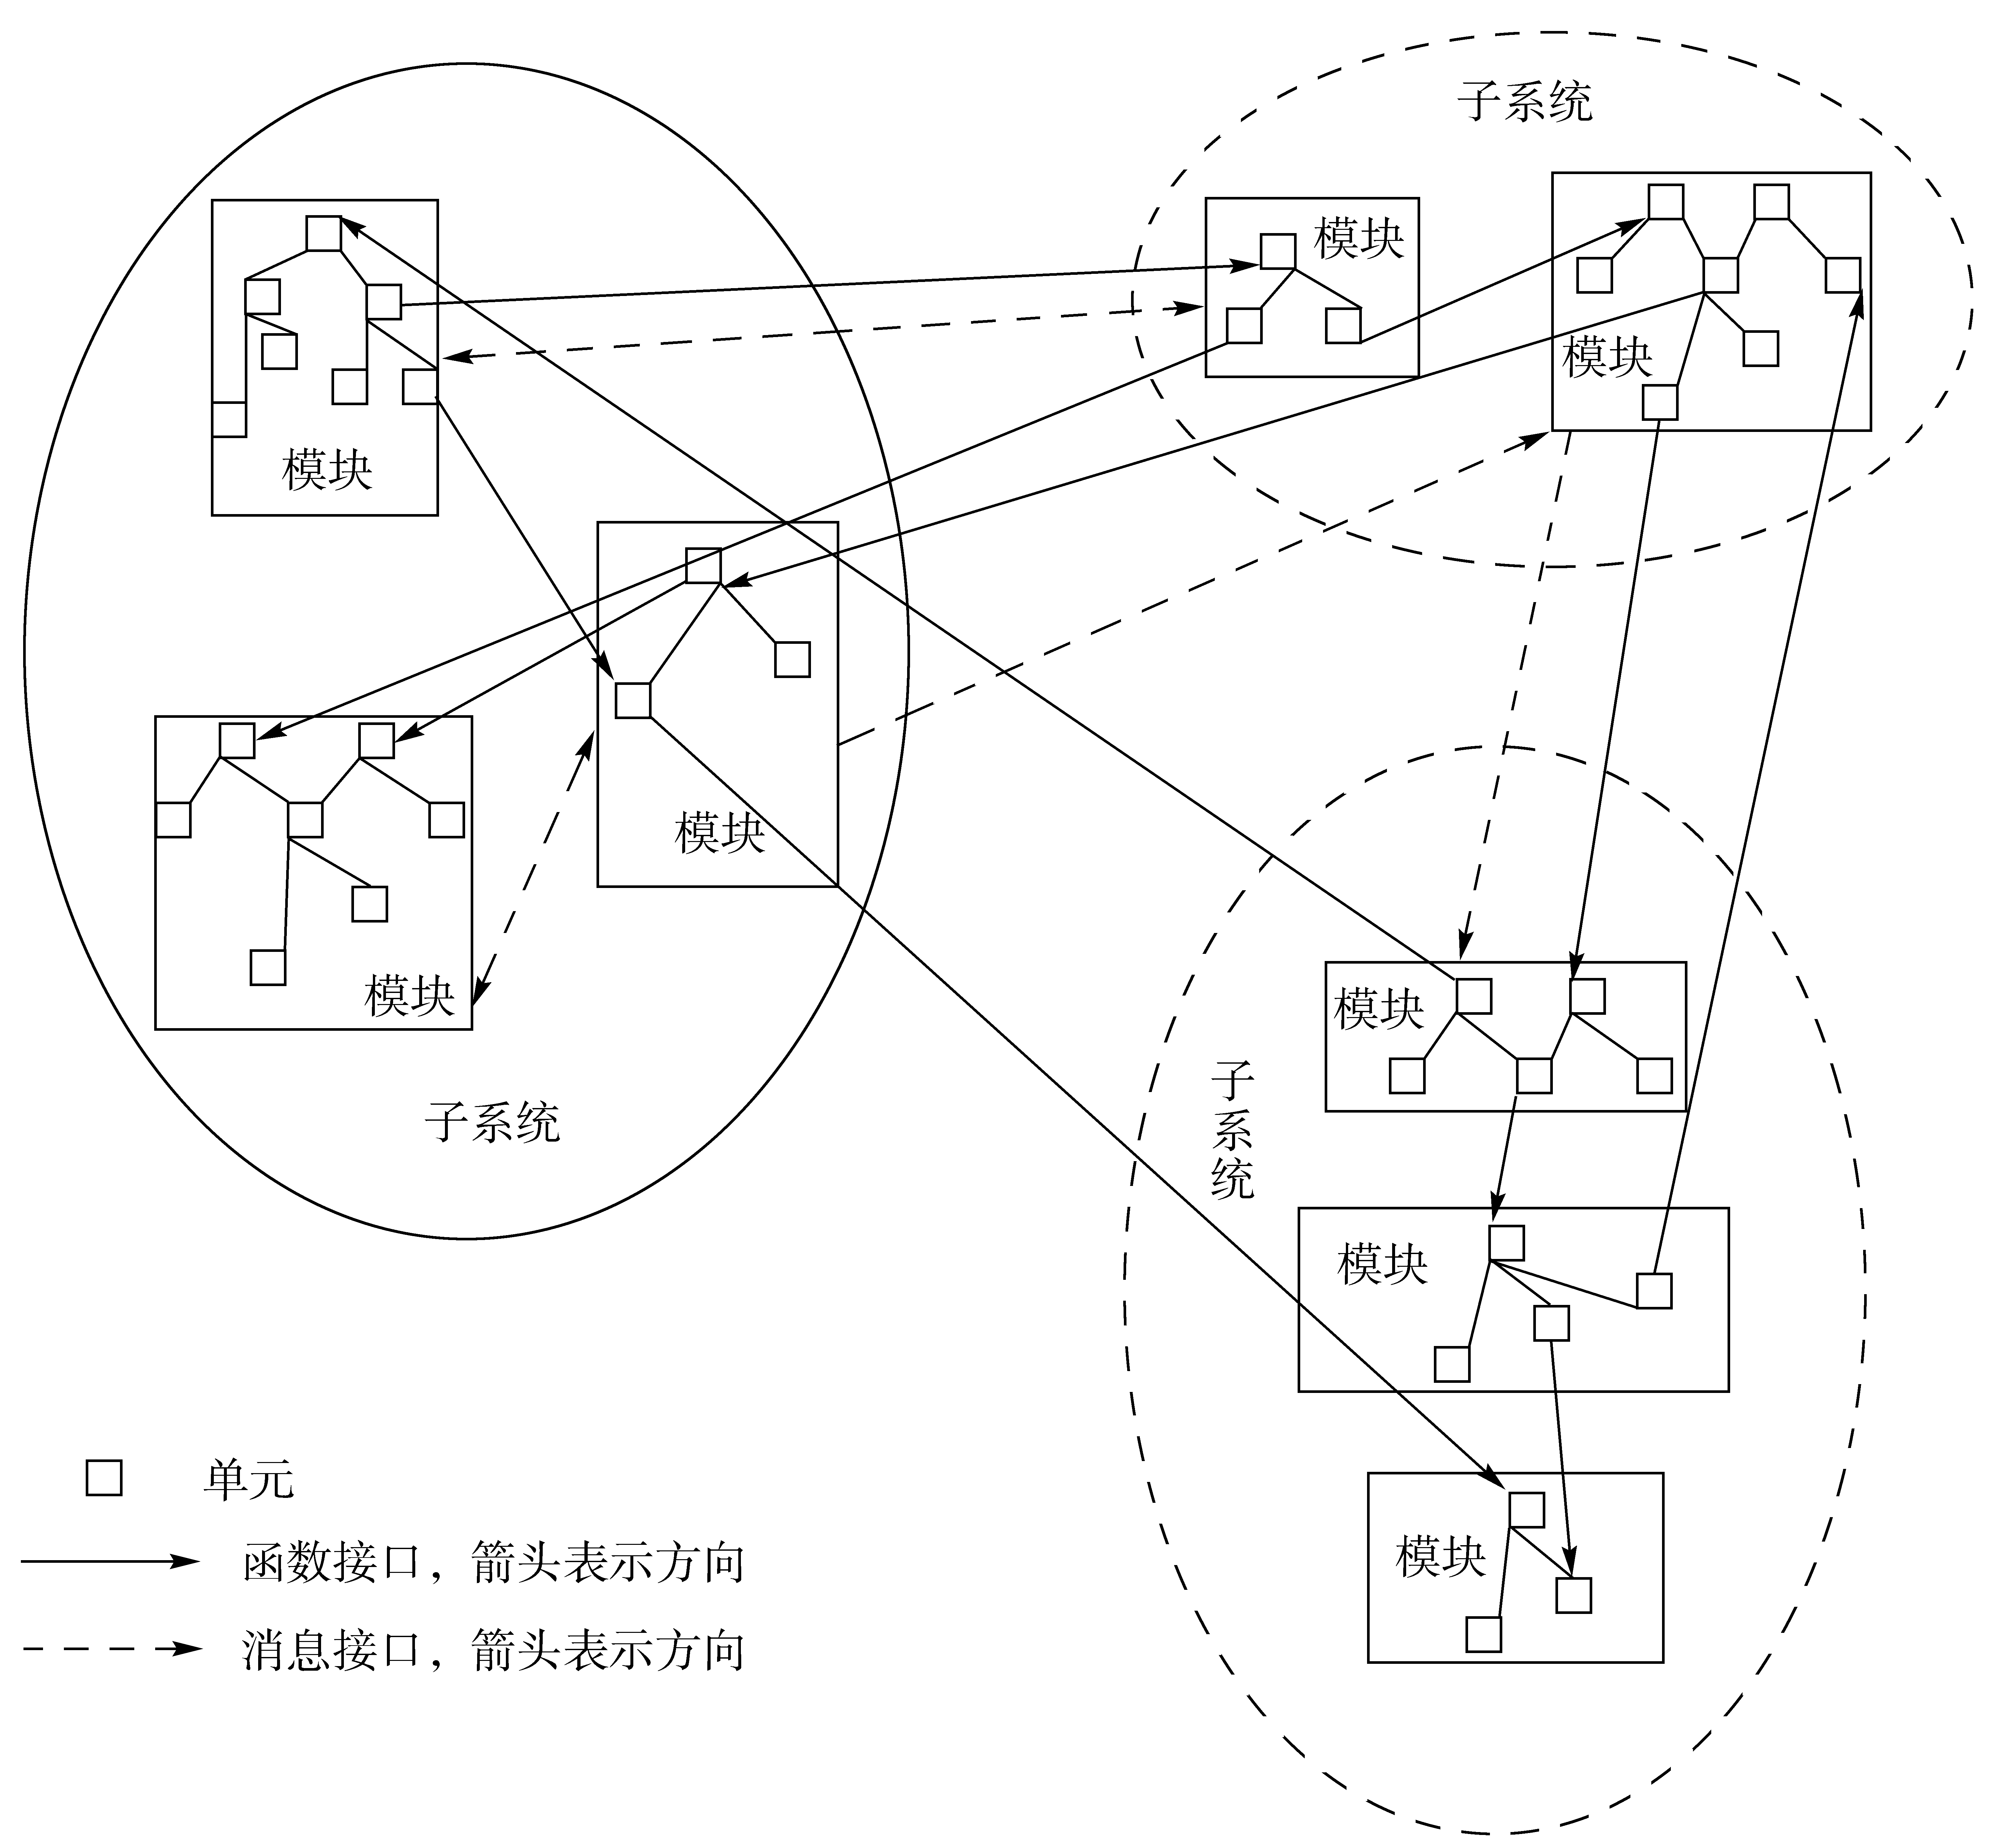 子系统
模块
模块
模块
模块
模块
模块
模块
子系统
子系统
模块
模块
单元
函数接口，箭头表示方向
消息接口，箭头表示方向